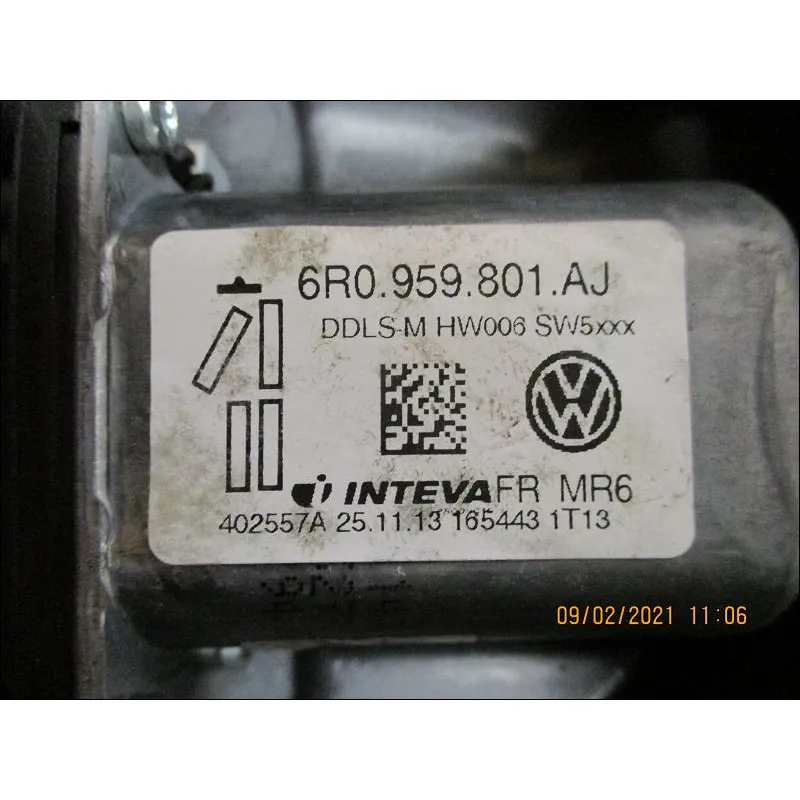 6R0.959.801.AJ
DDLS-M HW006 SW5xxx
INTEVA FR MR6
402557A 25.11.13 165443 1T13
09/02/2021 11:06